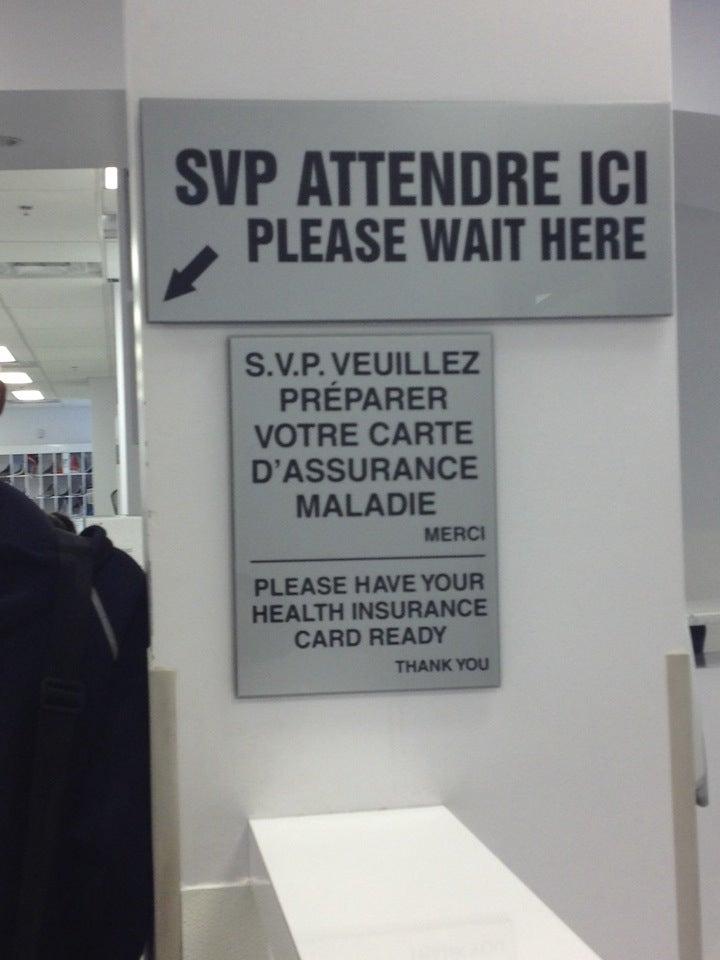 SVP ATTENDRE ICI
PLEASE WAIT HERE
S.V.P. VEUILLEZ
PRÉPARER
VOTRE CARTE
D'ASSURANCE
MALADIE
MERCI
PLEASE HAVE YOUR
HEALTH INSURANCE
CARD READY
THANK YOU